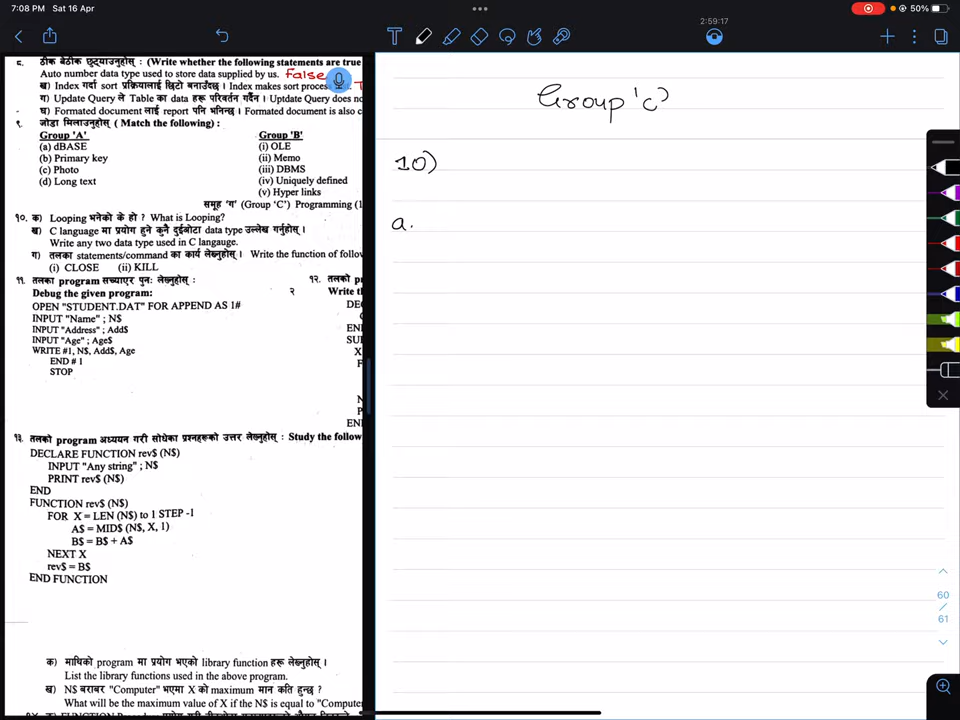 7:08 PM Sat 16 Apr
50%
2:59:17
८. ठीक बेठीक छुट्याउनुहोस् : (Write whether the following statements are true
Auto number data type used to store data supplied by us. False
ख) Index गर्दा sort प्रक्रियालाई छिटो बनाउँदछ । Index makes sort process
ग) Update Query ले Table का data हरू परिवर्तन गर्दैन । Uptdate Query does no
घ) Formated document लाई report पनि भनिन्छ । Formated document is also c
९. जोडा मिलाउनुहोस् ( Match the following) :
Group 'A' Group 'B'
(a) dBASE (i) OLE
(b) Primary key (ii) Memo
(c) Photo (iii) DBMS
(d) Long text (iv) Uniquely defined
(v) Hyper links
समूह 'ग' (Group 'C') Programming (1
१०. क) Looping भनेको के हो ? What is Looping?
ख) C language मा प्रयोग हुने कुनै दुईवोटा data type उल्लेख गर्नुहोस् ।
Write any two data type used in C langauge.
ग) तलका statements/command का कार्य लेख्नुहोस् । Write the function of follov
(i) CLOSE (ii) KILL
११. तलका program सच्याएर पुनः लेख्नुहोस् :
Debug the given program:
OPEN "STUDENT.DAT" FOR APPEND AS 1#
INPUT "Name" ; N$
INPUT "Address" ; Add$
INPUT "Age" ; Age$
WRITE #1, N$, Add$, Age
END # 1
STOP
२
१२. तलको p
Write tl
DEC
END
SUI
X
F
N
P
ENI
१३. तलको program अध्ययन गरी सोधेका प्रश्नहरूको उत्तर लेख्नुहोस् : Study the follow
DECLARE FUNCTION rev$ (N$)
INPUT "Any string" ; N$
PRINT rev$ (N$)
END
FUNCTION rev$ (N$)
FOR X = LEN (N$) to 1 STEP -1
A$ = MID$ (N$, X, 1)
B$ = B$ + A$
NEXT X
rev$ = B$
END FUNCTION
क) माथिको program मा प्रयोग भएको library function हरू लेख्नुहोस् ।
List the library functions used in the above program.
ख) N$ बराबर "Computer" भएमा X को maximum मान कति हुन्छ ?
What will be the maximum value of X if the N$ is equal to "Compute
Group 'C'
10)
a.
60
/
61